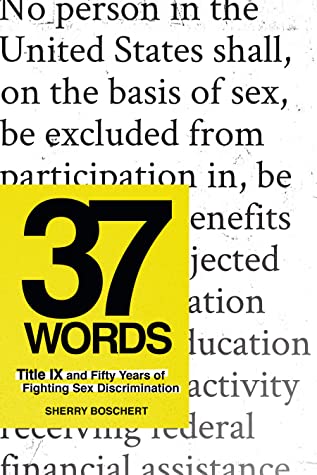 No person in the
United States shall,
on the basis of sex,
be excluded from
participation in, be
enefits
jected
ation
ducation
activity
receiving federal
financial assistance.
37
WORDS
Title IX and Fifty Years of
Fighting Sex Discrimination
SHERRY BOSCHERT